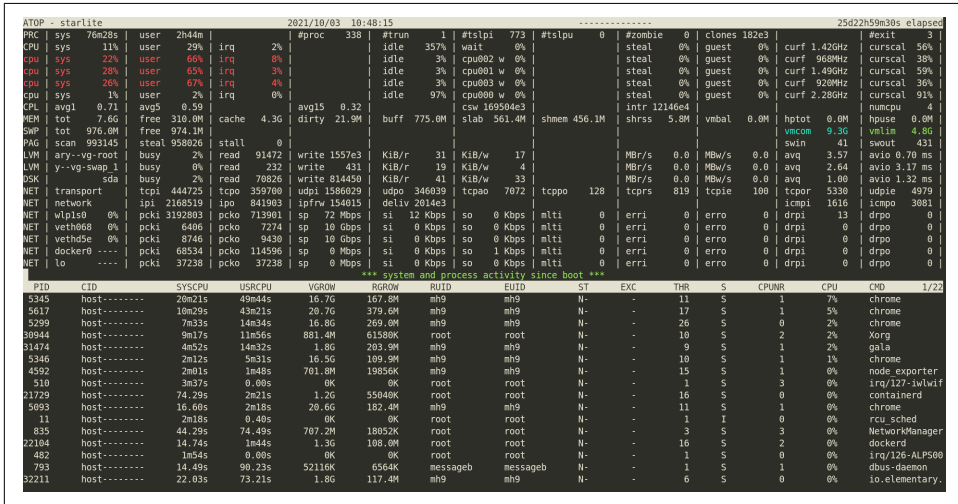 ATOP - starlite 2021/10/03 10:48:15 -------------- 25d22h59m30s elapsed
PRC | sys 76m28s | user 2h44m | | #proc 338 | #trun 1 | #tslpi 773 | #tslpu 0 | #zombie 0 | clones 182e3 | | #exit 3 |
CPU | sys 11% | user 29% | irq 2% | | idle 357% | wait 0% | | steal 0% | guest 0% | curf 1.42GHz | curscal 56% |
cpu | sys 22% | user 66% | irq 8% | | idle 3% | cpu002 w 0% | | steal 0% | guest 0% | curf 968MHz | curscal 38% |
cpu | sys 28% | user 65% | irq 3% | | idle 3% | cpu001 w 0% | | steal 0% | guest 0% | curf 1.49GHz | curscal 59% |
cpu | sys 26% | user 67% | irq 4% | | idle 3% | cpu003 w 0% | | steal 0% | guest 0% | curf 920MHz | curscal 36% |
cpu | sys 1% | user 2% | irq 0% | | idle 97% | cpu000 w 0% | | steal 0% | guest 0% | curf 2.28GHz | curscal 91% |
CPL | avg1 0.71 | avg5 0.59 | | avg15 0.32 | | csw 169504e3 | | intr 12146e4 | | | numcpu 4 |
MEM | tot 7.6G | free 310.0M | cache 4.3G | dirty 21.9M | buff 775.0M | slab 561.4M | shmem 456.1M | shrss 5.8M | vmbal 0.0M | hptot 0.0M | hpuse 0.0M |
SWP | tot 976.0M | free 974.1M | | | | | | | | vmcom 9.3G | vmlim 4.8G |
PAG | scan 993145 | steal 958026 | stall 0 | | | | | | | swin 41 | swout 431 |
LVM | ary--vg-root | busy 2% | read 91472 | write 1557e3 | KiB/r 31 | KiB/w 17 | | MBr/s 0.0 | MBw/s 0.0 | avq 3.57 | avio 0.70 ms |
LVM | y--vg-swap_1 | busy 0% | read 232 | write 431 | KiB/r 19 | KiB/w 4 | | MBr/s 0.0 | MBw/s 0.0 | avq 2.64 | avio 3.17 ms |
DSK | sda | busy 2% | read 70826 | write 814450 | KiB/r 41 | KiB/w 33 | | MBr/s 0.0 | MBw/s 0.0 | avq 1.00 | avio 1.32 ms |
NET | transport | tcpi 444725 | tcpo 359700 | udpi 1586029 | udpo 346039 | tcpao 7072 | tcppo 128 | tcprs 819 | tcpie 100 | tcpor 5330 | udpie 4979 |
NET | network | ipi 2168519 | ipo 841903 | ipfrw 154015 | deliv 2014e3 | | | | | icmpi 1616 | icmpo 3081 |
NET | wlp1s0 0% | pcki 3192803 | pcko 713901 | sp 72 Mbps | si 12 Kbps | so 0 Kbps | mlti 0 | erri 0 | erro 0 | drpi 13 | drpo 0 |
NET | veth068 0% | pcki 6406 | pcko 7274 | sp 10 Gbps | si 0 Kbps | so 0 Kbps | mlti 0 | erri 0 | erro 0 | drpi 0 | drpo 0 |
NET | vethd5e 0% | pcki 8746 | pcko 9430 | sp 10 Gbps | si 0 Kbps | so 0 Kbps | mlti 0 | erri 0 | erro 0 | drpi 0 | drpo 0 |
NET | docker0 ---- | pcki 68534 | pcko 114596 | sp 0 Mbps | si 0 Kbps | so 1 Kbps | mlti 0 | erri 0 | erro 0 | drpi 0 | drpo 0 |
NET | lo ---- | pcki 37238 | pcko 37238 | sp 0 Mbps | si 0 Kbps | so 0 Kbps | mlti 0 | erri 0 | erro 0 | drpi 0 | drpo 0 |
*** system and process activity since boot ***
PID CID SYSCPU USRCPU VGROW RGROW RUID EUID ST EXC THR S CPUNR CPU CMD 1/22
5345 host-------- 20m21s 49m44s 16.7G 167.8M mh9 mh9 N- - 11 S 1 7% chrome
5617 host-------- 10m29s 43m21s 20.7G 379.6M mh9 mh9 N- - 17 S 1 5% chrome
5299 host-------- 7m33s 14m34s 16.8G 269.0M mh9 mh9 N- - 26 S 0 2% chrome
30944 host-------- 9m17s 11m56s 881.4M 61580K root root N- - 10 S 2 2% Xorg
31474 host-------- 4m52s 14m32s 1.8G 203.9M mh9 mh9 N- - 9 S 1 2% gala
5346 host-------- 2m12s 5m31s 16.5G 109.9M mh9 mh9 N- - 10 S 1 1% chrome
4592 host-------- 2m01s 1m48s 701.8M 19856K mh9 mh9 N- - 15 S 1 0% node_exporter
510 host-------- 3m37s 0.00s 0K 0K root root N- - 1 S 3 0% irq/127-iwlwif
21729 host-------- 74.29s 2m21s 1.2G 55040K root root N- - 16 S 0 0% containerd
5093 host-------- 16.60s 2m18s 20.6G 182.4M mh9 mh9 N- - 11 S 1 0% chrome
11 host-------- 2m18s 0.40s 0K 0K root root N- - 1 I 0 0% rcu_sched
835 host-------- 44.29s 74.49s 707.2M 18052K root root N- - 3 S 3 0% NetworkManager
22104 host-------- 14.74s 1m44s 1.3G 108.0M root root N- - 16 S 2 0% dockerd
482 host-------- 1m54s 0.00s 0K 0K root root N- - 1 S 0 0% irq/126-ALPS00
793 host-------- 14.49s 90.23s 52116K 6564K messageb messageb N- - 1 S 1 0% dbus-daemon
32211 host-------- 22.03s 73.21s 1.8G 117.4M mh9 mh9 N- - 6 S 0 0% io.elementary.